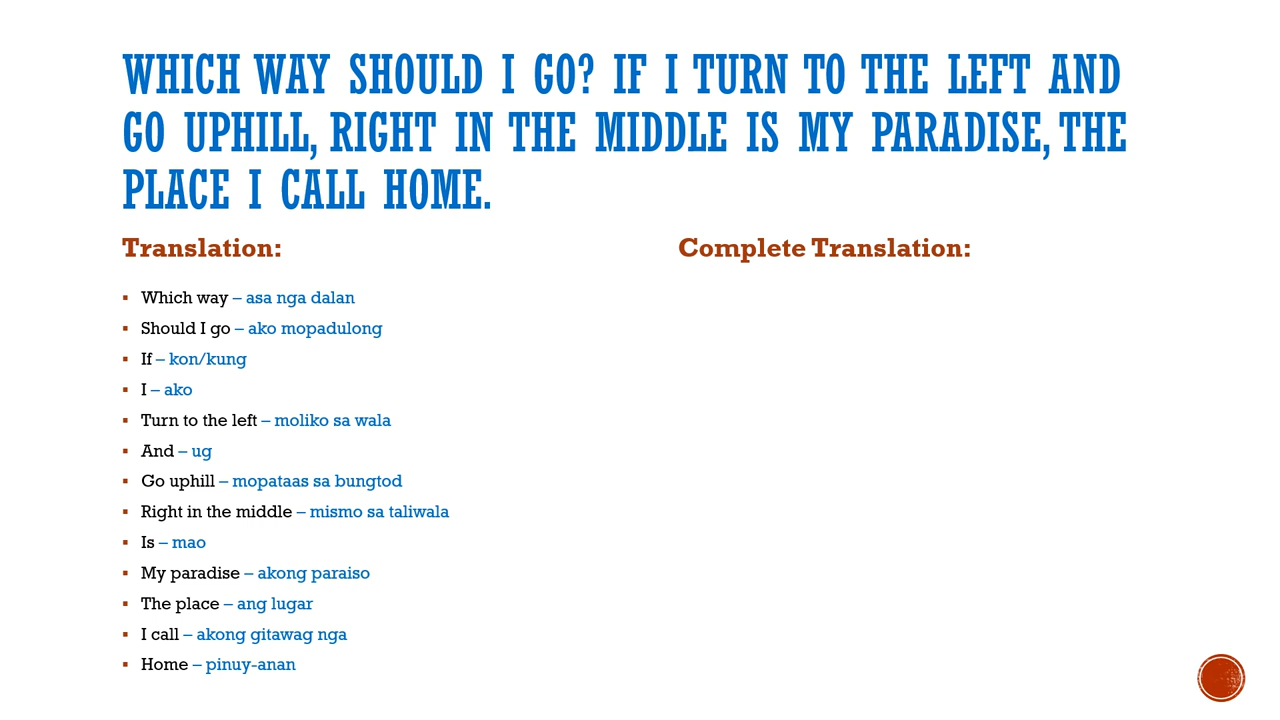 WHICH WAY SHOULD I GO? IF I TURN TO THE LEFT AND
GO UPHILL, RIGHT IN THE MIDDLE IS MY PARADISE, THE
PLACE I CALL HOME.
Translation:
▪ Which way – asa nga dalan
▪ Should I go – ako mopadulong
▪ If – kon/kung
▪ I – ako
▪ Turn to the left – moliko sa wala
▪ And – ug
▪ Go uphill – mopataas sa bungtod
▪ Right in the middle – mismo sa taliwala
▪ Is – mao
▪ My paradise – akong paraiso
▪ The place – ang lugar
▪ I call – akong gitawag nga
▪ Home – pinuy-anan
Complete Translation: